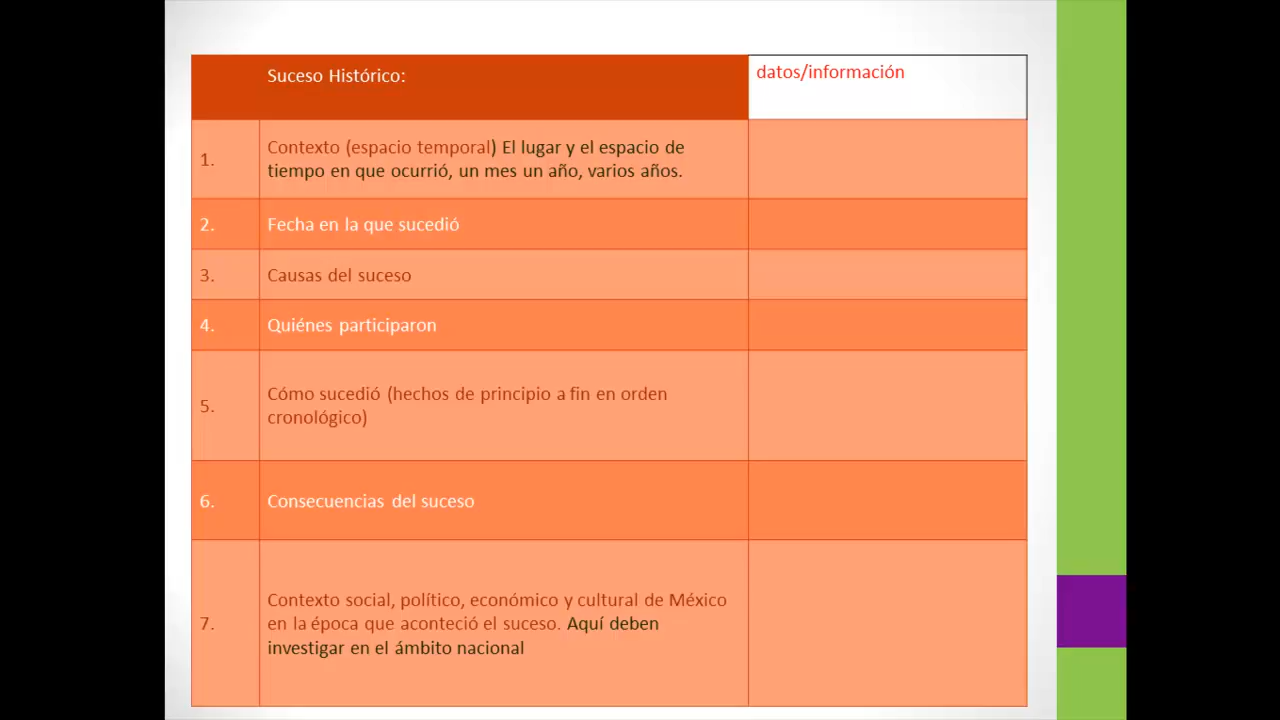 Suceso Histórico:
datos/información
1.
Contexto (espacio temporal) El lugar y el espacio de
tiempo en que ocurrió, un mes un año, varios años.
2.
Fecha en la que sucedió
3.
Causas del suceso
4.
Quiénes participaron
5.
Cómo sucedió (hechos de principio a fin en orden
cronológico)
6.
Consecuencias del suceso
7.
Contexto social, político, económico y cultural de México
en la época que aconteció el suceso. Aquí deben
investigar en el ámbito nacional